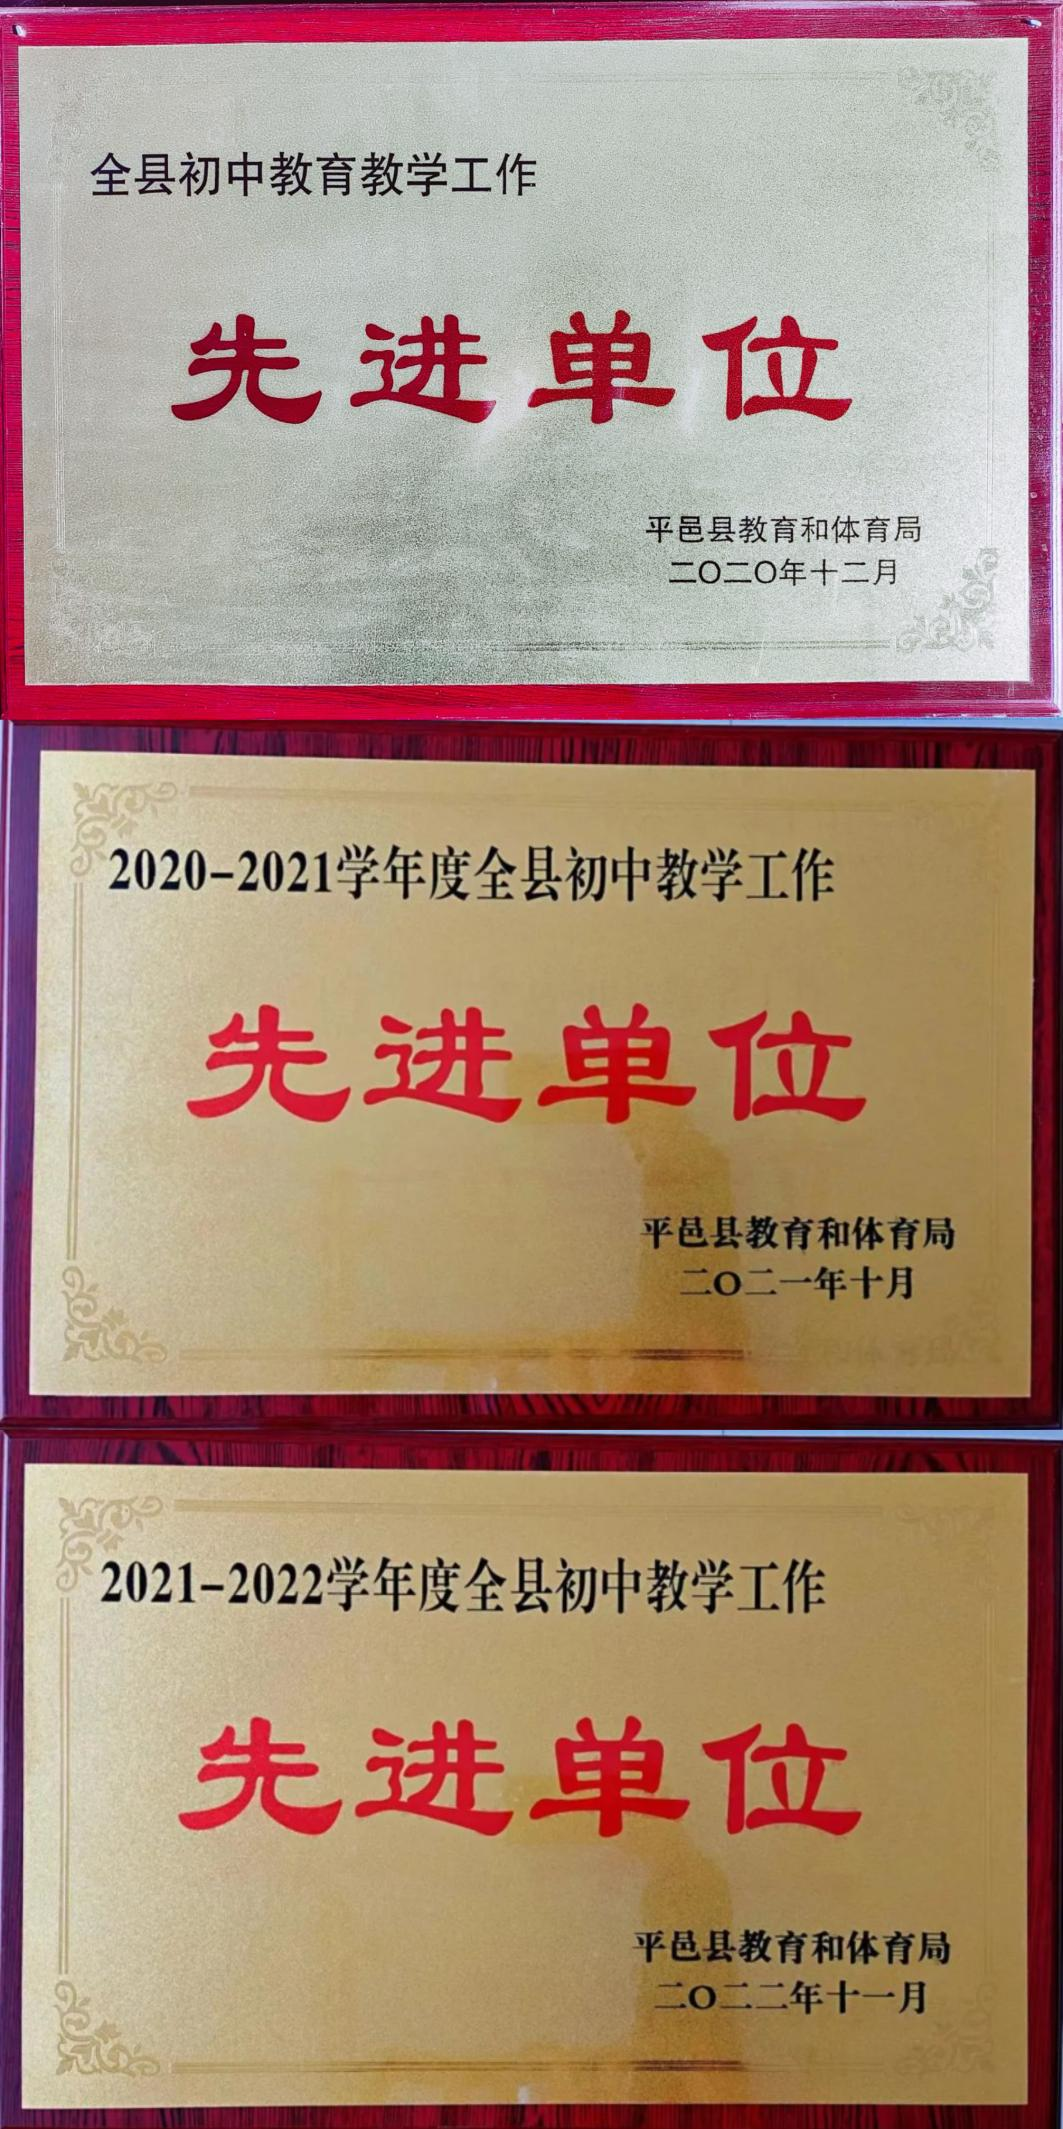 全县初中教育教学工作
先进单位
平邑县教育和体育局
二〇二〇年十二月
2020-2021学年度全县初中教学工作
先进单位
平邑县教育和体育局
二〇二一年十月
2021-2022学年度全县初中教学工作
先进单位
平邑县教育和体育局
二〇二二年十一月